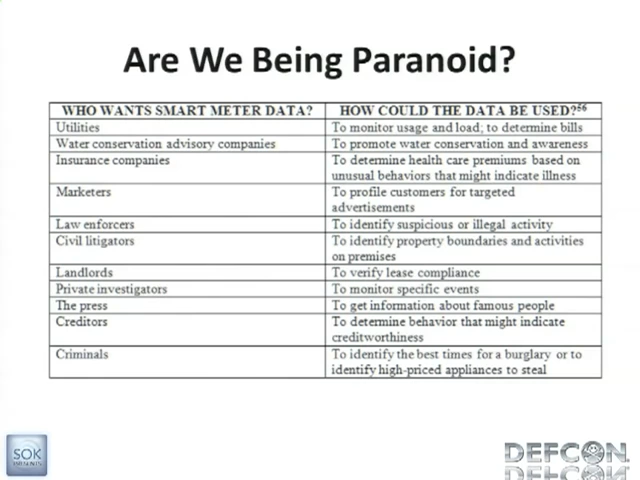 Are We Being Paranoid?
WHO WANTS SMART METER DATA? HOW COULD THE DATA BE USED?56
Utilities To monitor usage and load; to determine bills
Water conservation advisory companies To promote water conservation and awareness
Insurance companies To determine health care premiums based on
unusual behaviors that might indicate illness
Marketers To profile customers for targeted
advertisements
Law enforcers To identify suspicious or illegal activity
Civil litigators To identify property boundaries and activities
on premises
Landlords To verify lease compliance
Private investigators To monitor specific events
The press To get information about famous people
Creditors To determine behavior that might indicate
creditworthiness
Criminals To identify the best times for a burglary or to
identify high-priced appliances to steal
SOK
DEFCON